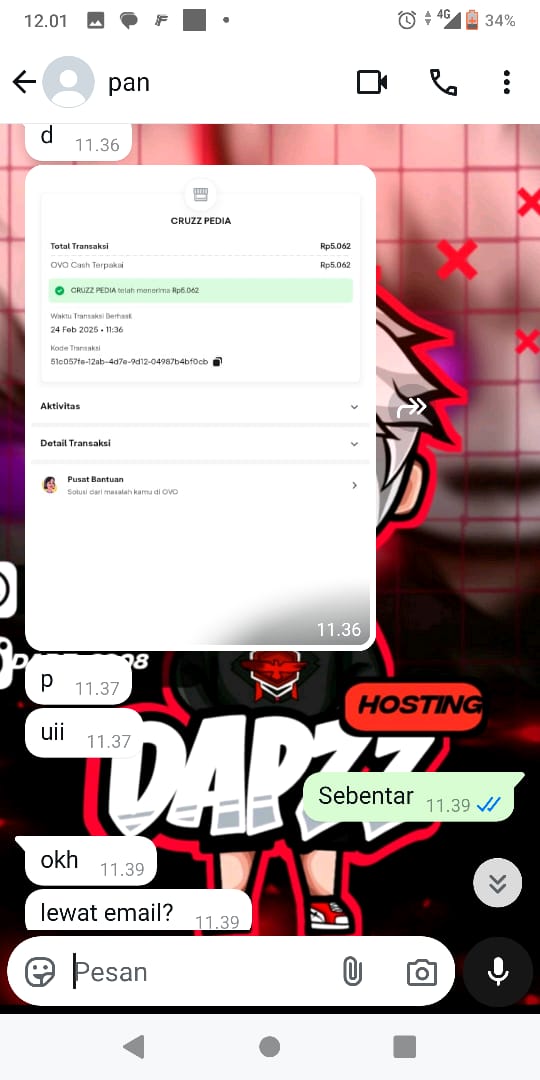 12.01
4G
34%
pan
d
11.36
CRUZZ PEDIA
Total Transaksi Rp5.062
OVO Cash Terpakai Rp5.062
CRUZZ PEDIA telah menerima Rp5.062
Waktu Transaksi Berhasil
24 Feb 2025 • 11:36
Kode Transaksi
51c057fe-12ab-4d7e-9d12-04987b4bf0cb
Aktivitas
Detail Transaksi
Pusat Bantuan
Solusi dari masalah kamu di OVO
11.36
p 11.37
uii 11.37
HOSTING
DAPZZ
Sebentar 11.39
okh 11.39
lewat email? 11.39
Pesan